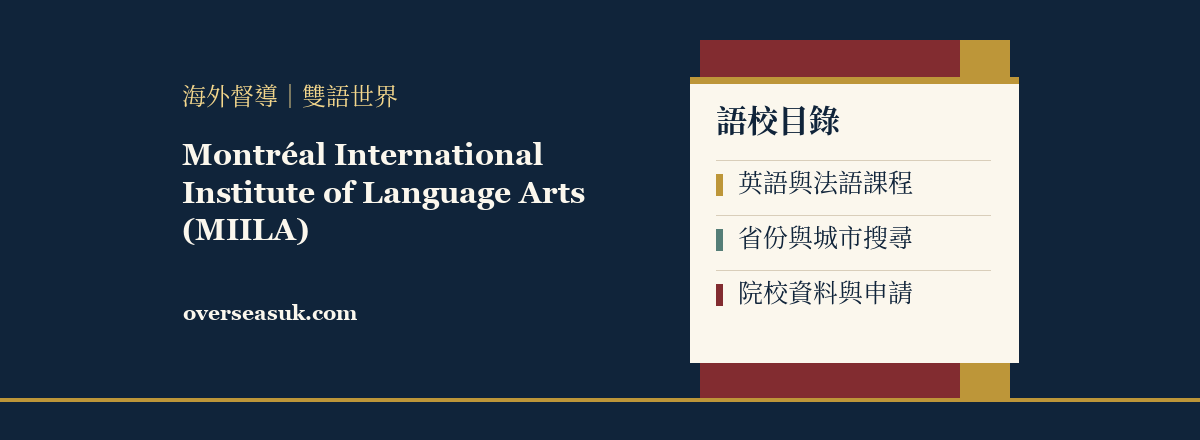 海外督導｜雙語世界
Montréal International
Institute of Language Arts
(MIILA)
overseasuk.com
語校目錄
英語與法語課程
省份與城市搜尋
院校資料與申請